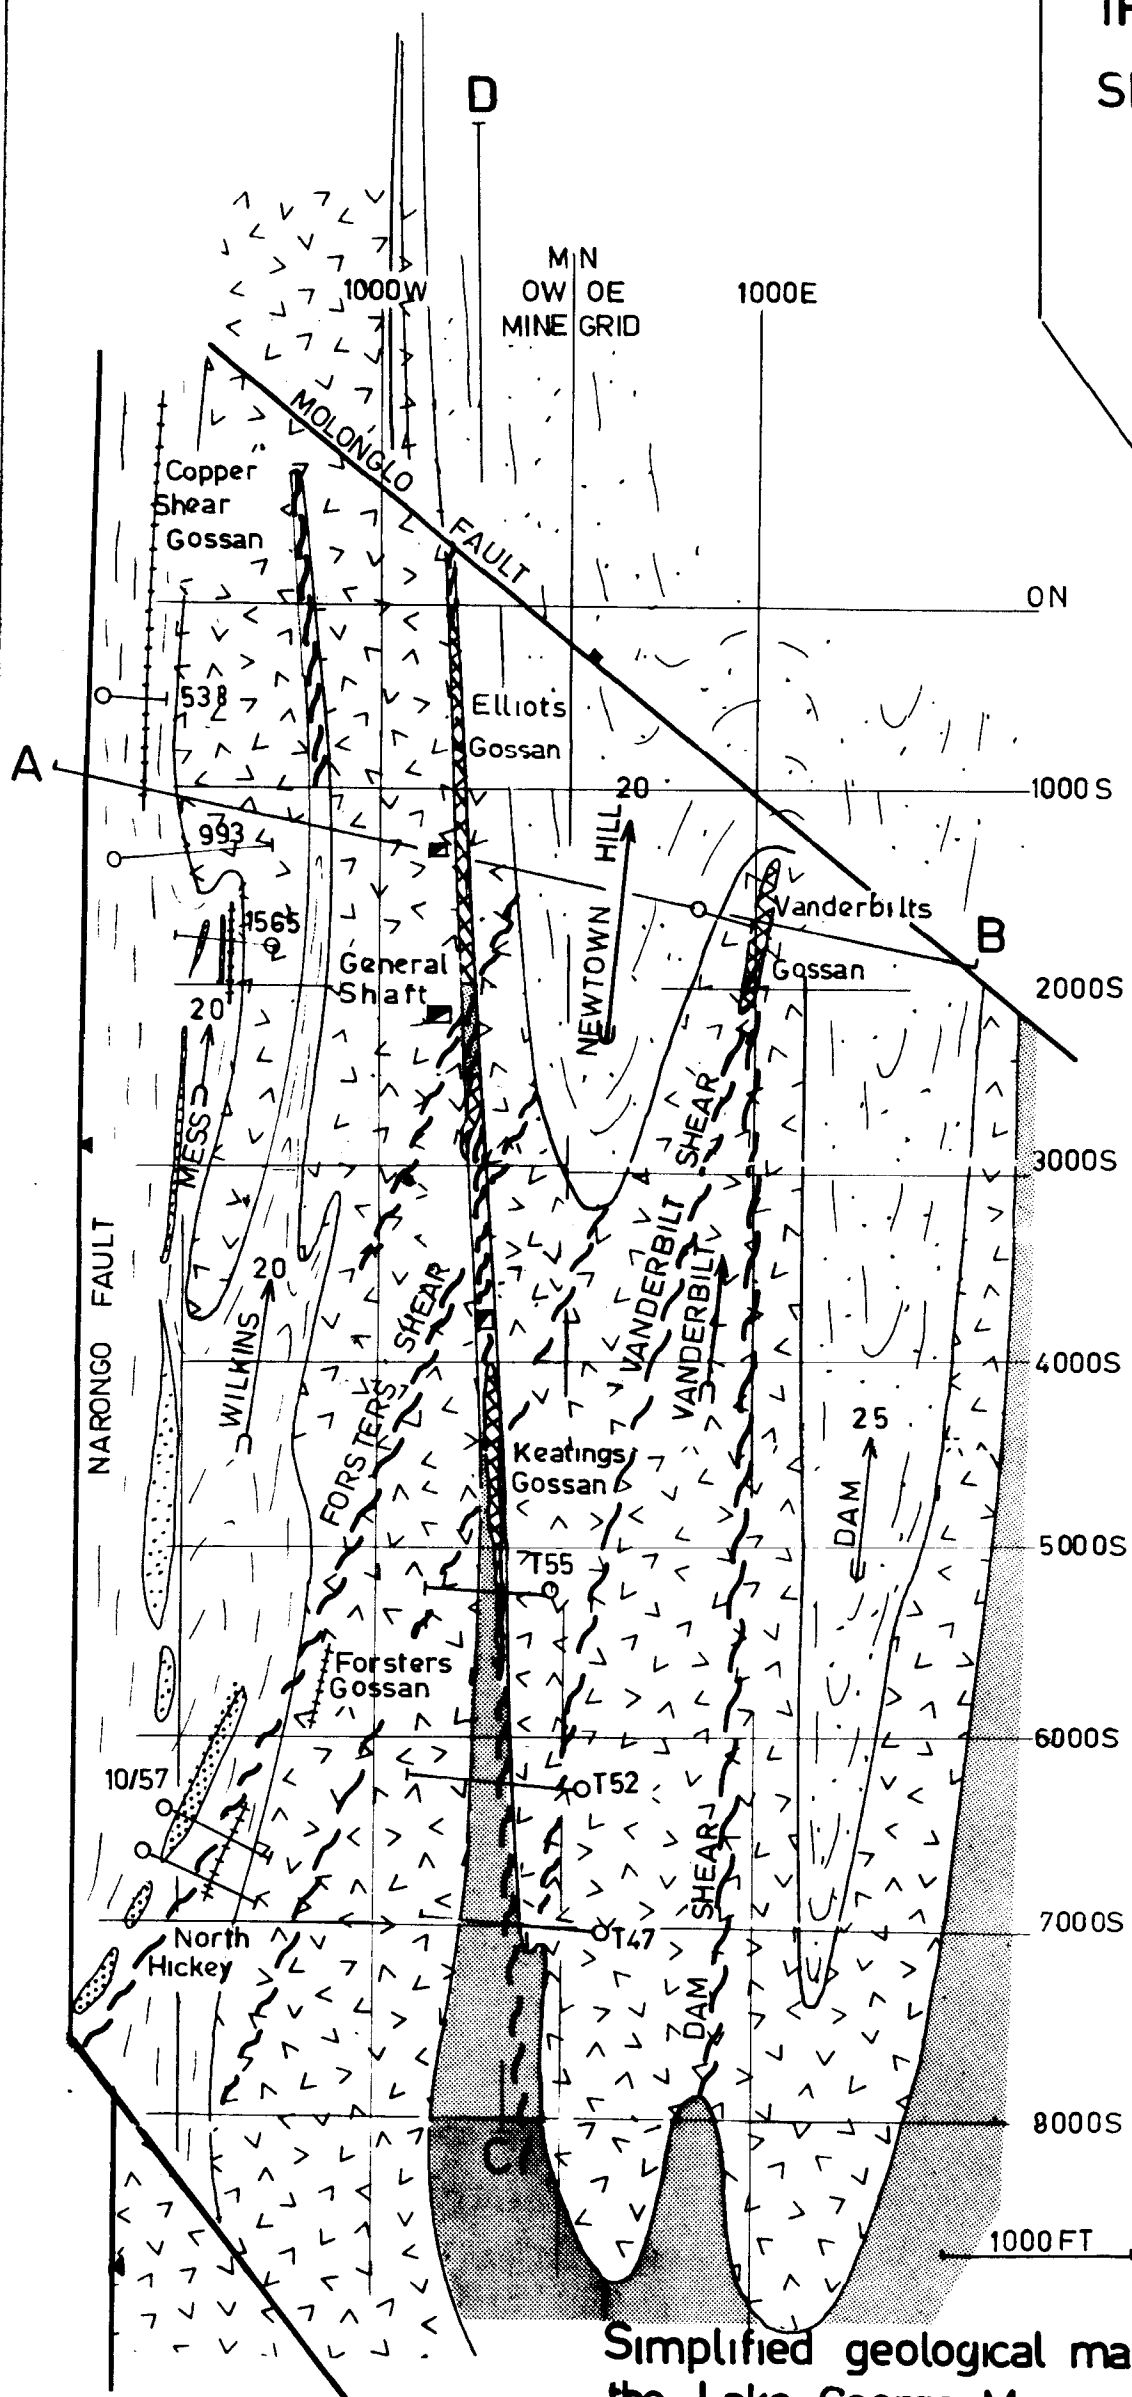 D
M N
1000W
OW OE
1000E
MINE GRID
MOLONGLO FAULT
Copper
Shear
Gossan
ON
538
Elliots
Gossan
A
20
1000S
993
NEWTOWN HILL
Vanderbilts
1565
B
General
Gossan
Shaft
2000S
20
MESS
3000S
NARONGO FAULT
20
WILKINS
FORSTERS SHEAR
VANDERBILT SHEAR
VANDERBILT
4000S
25
DAM
Keatings
Gossan
5000S
T55
Forsters
Gossan
6000S
10/57
T52
DAM SHEAR
7000S
North
T47
Hickey
8000S
C
1000FT
Simplified geological ma